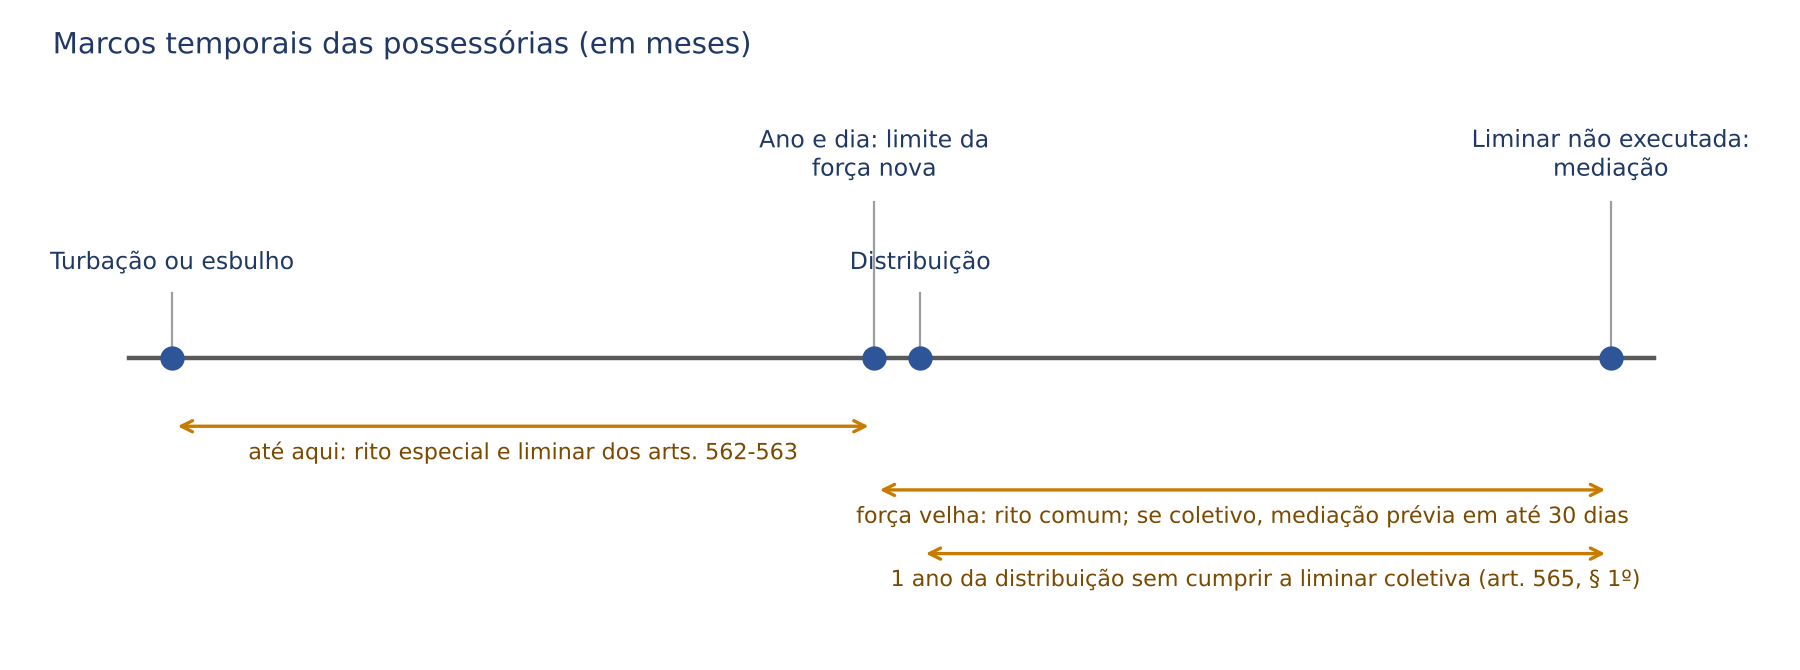 Marcos temporais das possessórias (em meses)
Ano e dia: limite da
força nova
Liminar não executada:
mediação
Turbação ou esbulho
Distribuição
até aqui: rito especial e liminar dos arts. 562-563
força velha: rito comum; se coletivo, mediação prévia em até 30 dias
1 ano da distribuição sem cumprir a liminar coletiva (art. 565, § 1º)